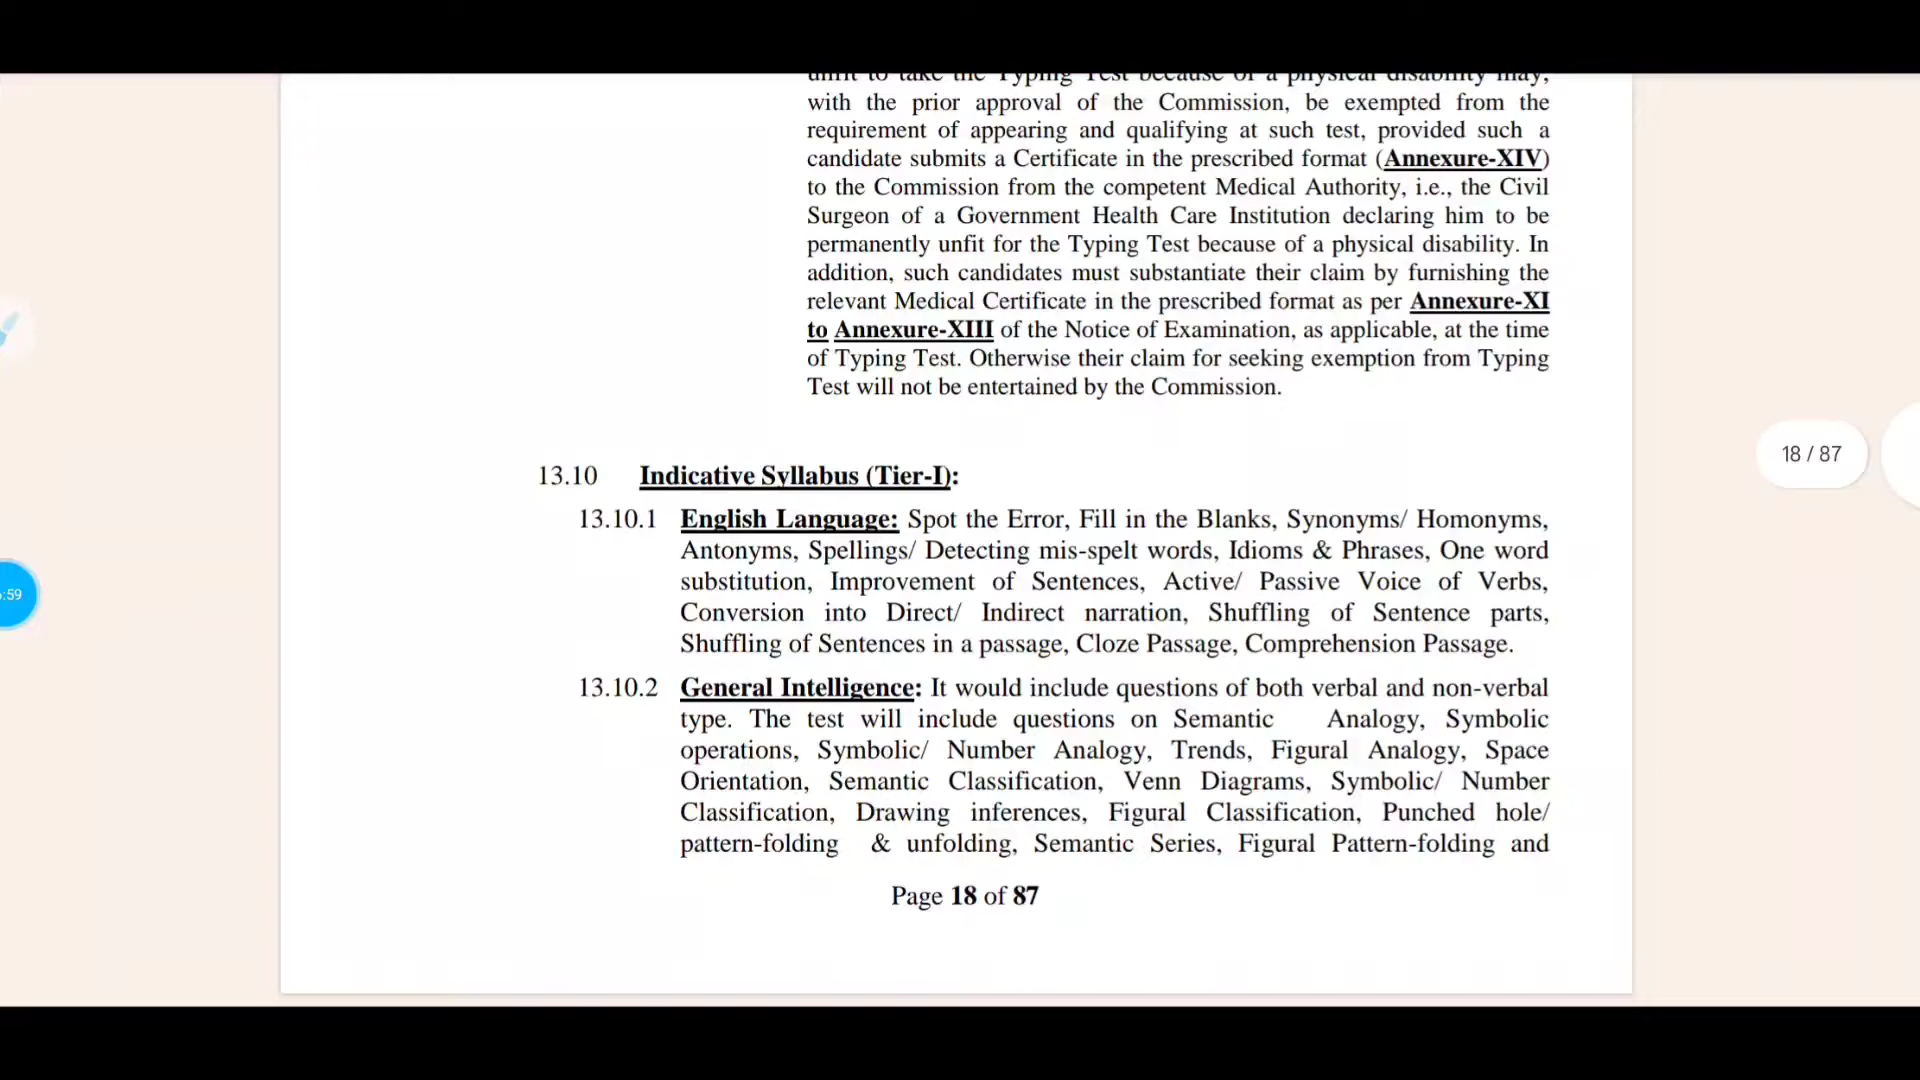 unfit to take the Typing Test because of a physical disability may,
with the prior approval of the Commission, be exempted from the
requirement of appearing and qualifying at such test, provided such a
candidate submits a Certificate in the prescribed format (Annexure-XIV)
to the Commission from the competent Medical Authority, i.e., the Civil
Surgeon of a Government Health Care Institution declaring him to be
permanently unfit for the Typing Test because of a physical disability. In
addition, such candidates must substantiate their claim by furnishing the
relevant Medical Certificate in the prescribed format as per Annexure-XI
to Annexure-XIII of the Notice of Examination, as applicable, at the time
of Typing Test. Otherwise their claim for seeking exemption from Typing
Test will not be entertained by the Commission.
18 / 87
13.10 Indicative Syllabus (Tier-I):
13.10.1 English Language: Spot the Error, Fill in the Blanks, Synonyms/ Homonyms,
Antonyms, Spellings/ Detecting mis-spelt words, Idioms & Phrases, One word
substitution, Improvement of Sentences, Active/ Passive Voice of Verbs,
:59
Conversion into Direct/ Indirect narration, Shuffling of Sentence parts,
Shuffling of Sentences in a passage, Cloze Passage, Comprehension Passage.
13.10.2 General Intelligence: It would include questions of both verbal and non-verbal
type. The test will include questions on Semantic Analogy, Symbolic
operations, Symbolic/ Number Analogy, Trends, Figural Analogy, Space
Orientation, Semantic Classification, Venn Diagrams, Symbolic/ Number
Classification, Drawing inferences, Figural Classification, Punched hole/
pattern-folding & unfolding, Semantic Series, Figural Pattern-folding and
Page 18 of 87